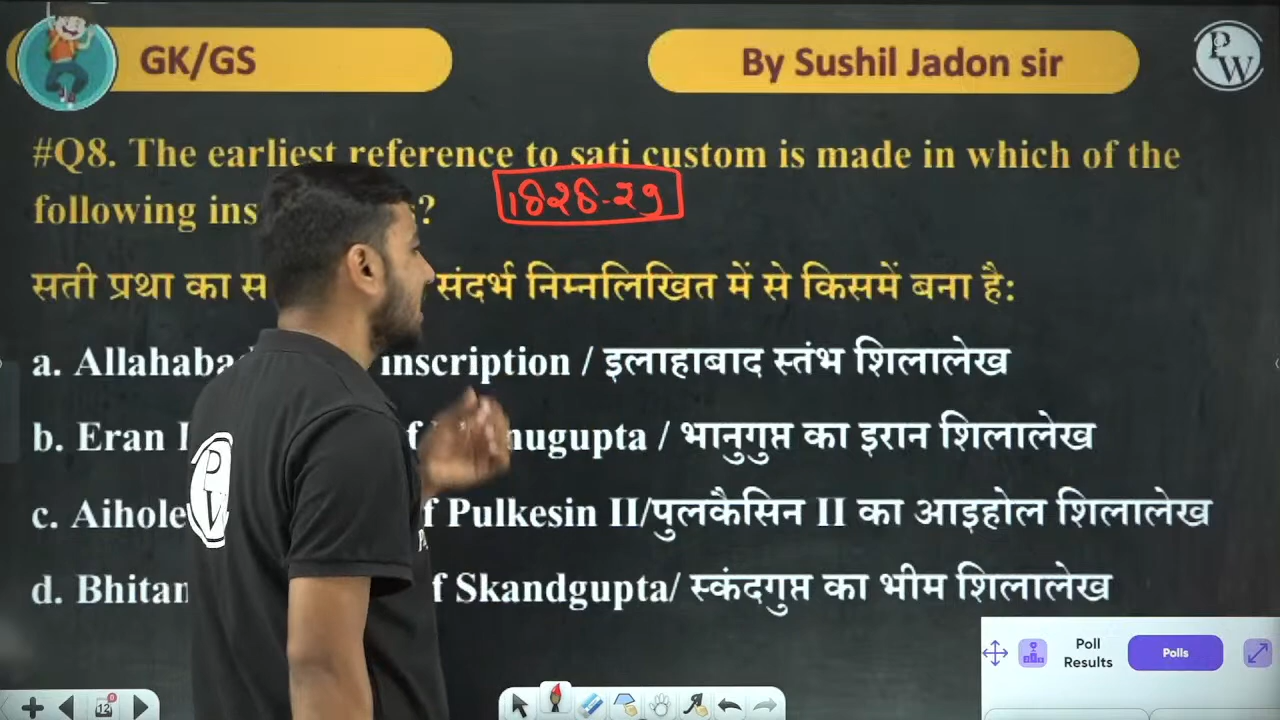 GK/GS
By Sushil Jadon sir
PW
#Q8. The earliest reference to sati custom is made in which of the
1828-29
following ins s?
सती प्रथा का स संदर्भ निम्नलिखित में से किसमें बना है:
a. Allahaba inscription / इलाहाबाद स्तंभ शिलालेख
b. Eran I f nugupta / भानुगुप्त का इरान शिलालेख
c. Aihole f Pulkesin II/पुलकैसिन II का आइहोल शिलालेख
d. Bhitar f Skandgupta/ स्कंदगुप्त का भीम शिलालेख
Poll
Results
Polls
12